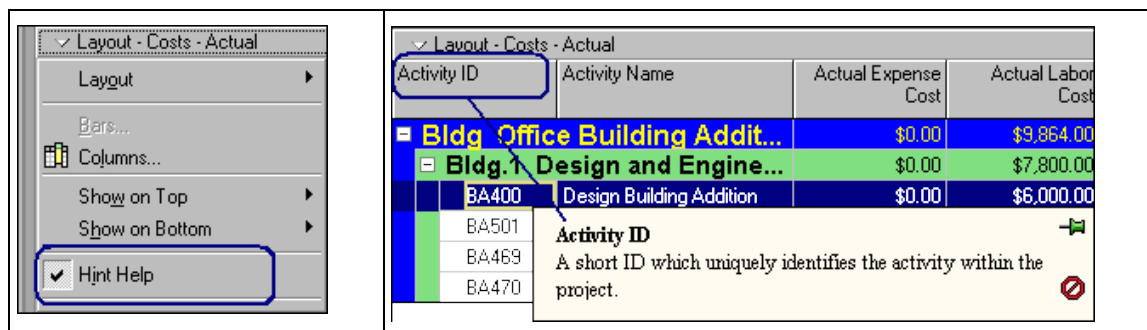 Layout - Costs - Actual
Layout
Bars...
Columns...
Show on Top
Show on Bottom
Hint Help
Layout - Costs - Actual
Activity ID Activity Name Actual Expense Cost Actual Labor Cost
Bldg Office Building Addit... $0.00 $9,864.00
Bldg.1 Design and Engine... $0.00 $7,800.00
BA400 Design Building Addition $0.00 $6,000.00
BA501
BA469
BA470
Activity ID
A short ID which uniquely identifies the activity within the
project.